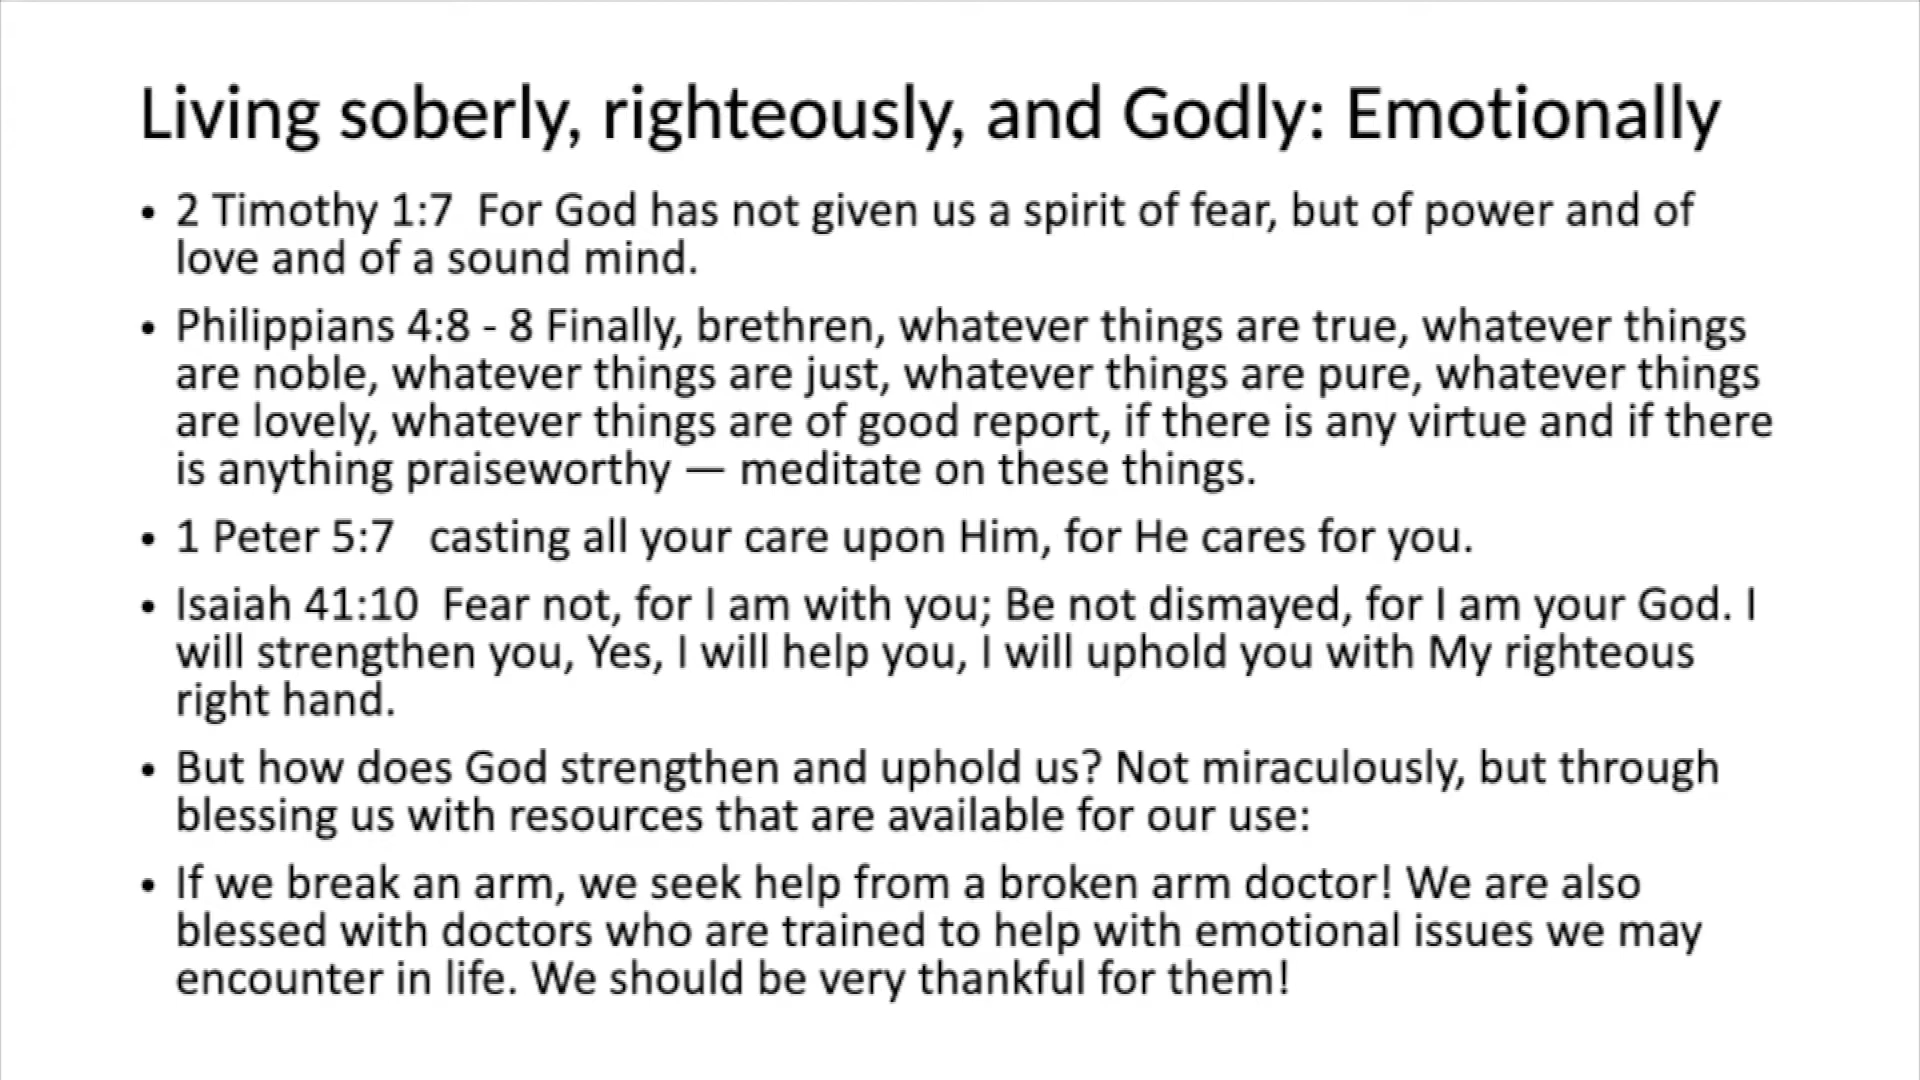 Living soberly, righteously, and Godly: Emotionally
• 2 Timothy 1:7  For God has not given us a spirit of fear, but of power and of
love and of a sound mind.
• Philippians 4:8 - 8 Finally, brethren, whatever things are true, whatever things
are noble, whatever things are just, whatever things are pure, whatever things
are lovely, whatever things are of good report, if there is any virtue and if there
is anything praiseworthy — meditate on these things.
• 1 Peter 5:7   casting all your care upon Him, for He cares for you.
• Isaiah 41:10  Fear not, for I am with you; Be not dismayed, for I am your God. I
will strengthen you, Yes, I will help you, I will uphold you with My righteous
right hand.
• But how does God strengthen and uphold us? Not miraculously, but through
blessing us with resources that are available for our use:
• If we break an arm, we seek help from a broken arm doctor! We are also
blessed with doctors who are trained to help with emotional issues we may
encounter in life. We should be very thankful for them!